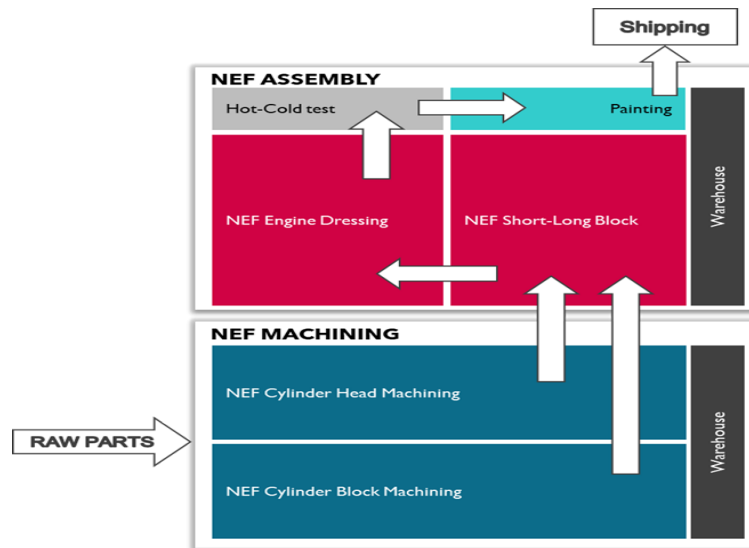 Shipping
NEF ASSEMBLY
Hot-Cold test
Painting
NEF Engine Dressing
NEF Short-Long Block
Warehouse
NEF MACHINING
NEF Cylinder Head Machining
RAW PARTS
NEF Cylinder Block Machining
Warehouse